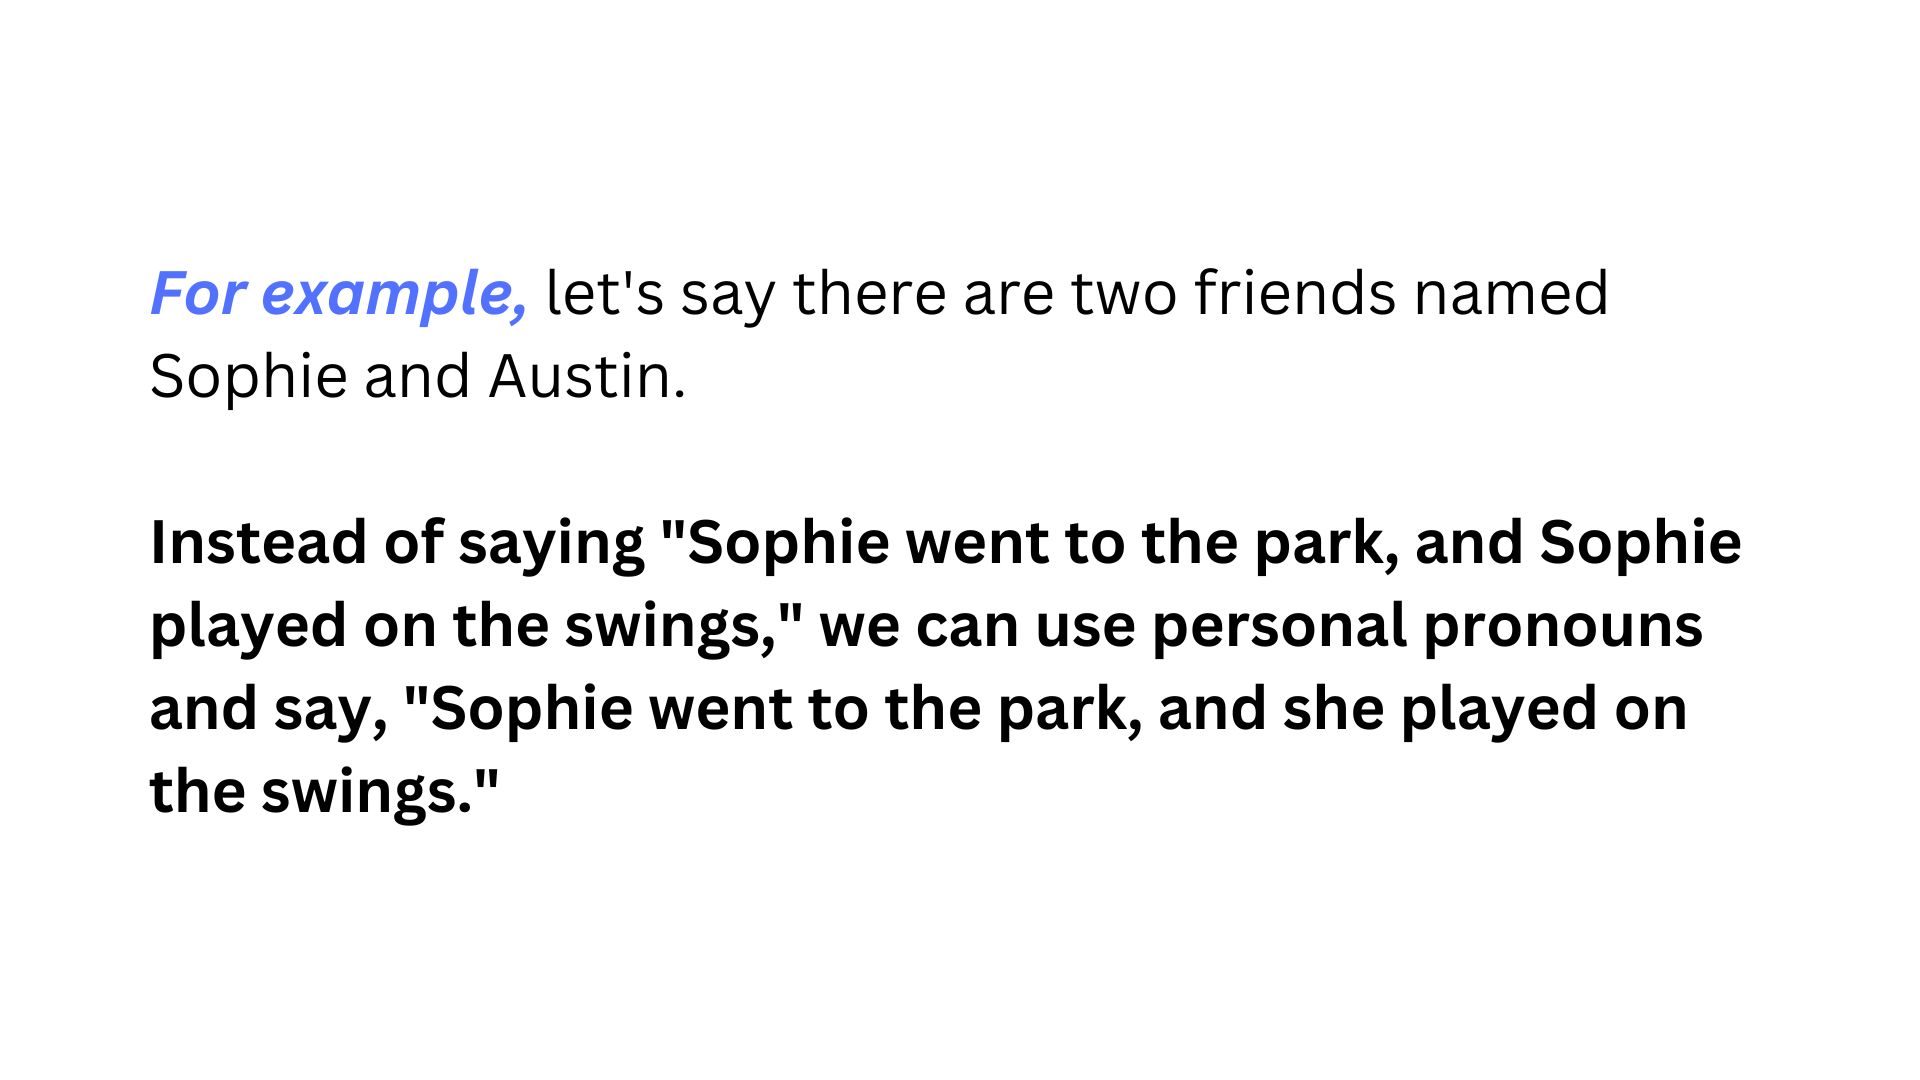 For example, let's say there are two friends named
Sophie and Austin.
Instead of saying "Sophie went to the park, and Sophie
played on the swings," we can use personal pronouns
and say, "Sophie went to the park, and she played on
the swings."